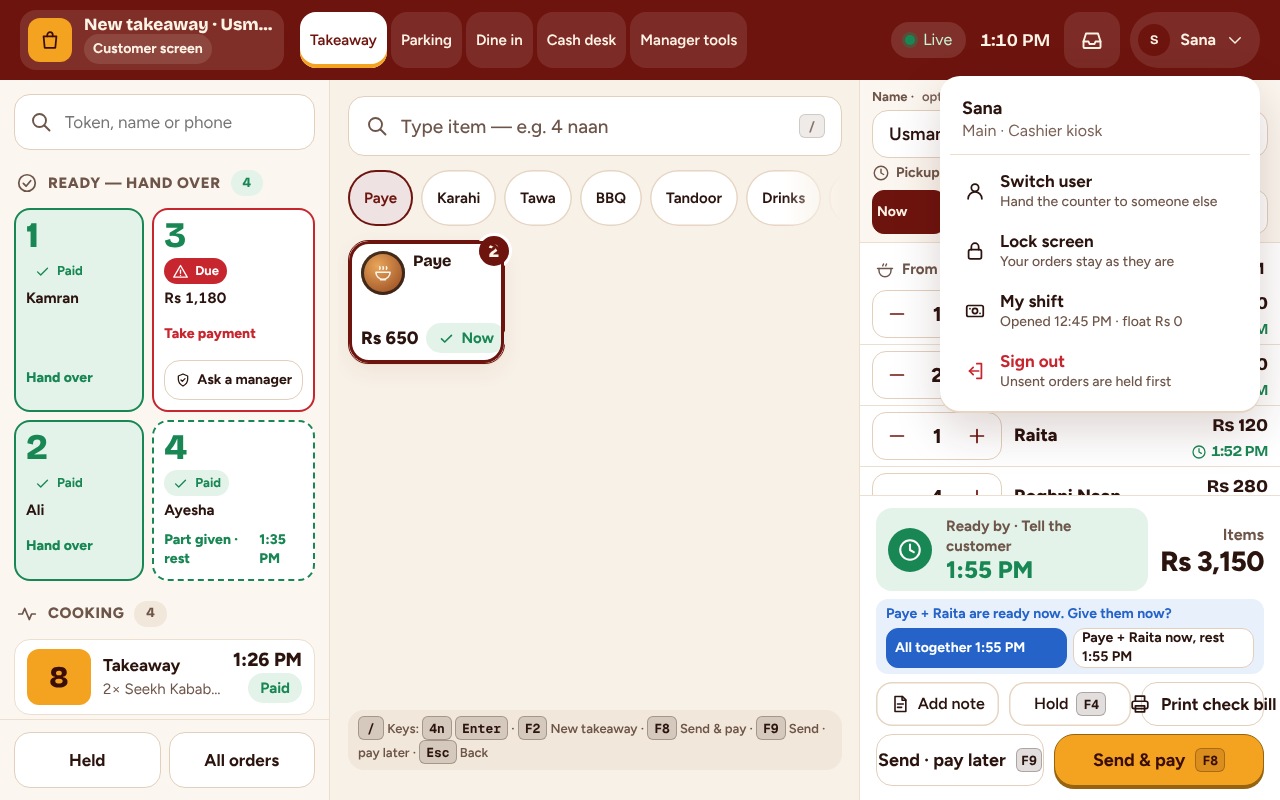 New takeaway · Usm...
Customer screen
Takeaway
Parking
Dine in
Cash desk
Manager tools
Live
1:10 PM
S
Sana
Token, name or phone
READY — HAND OVER
4
1
Paid
Kamran
Hand over
3
Due
Rs 1,180
Take payment
Ask a manager
2
Paid
Ali
Hand over
4
Paid
Ayesha
Part given · rest
1:35 PM
COOKING
4
8
Takeaway
2× Seekh Kabab...
1:26 PM
Paid
Held
All orders
Type item — e.g. 4 naan
/
Paye
Karahi
Tawa
BBQ
Tandoor
Drinks
Paye
2
Rs 650
Now
/ Keys: 4n Enter · F2 New takeaway · F8 Send & pay · F9 Send ·
pay later · Esc Back
Name ·
Pickup
Now
From
1
2
Sana
Main · Cashier kiosk
Switch user
Hand the counter to someone else
Lock screen
Your orders stay as they are
My shift
Opened 12:45 PM · float Rs 0
Sign out
Unsent orders are held first
1
Raita
Rs 120
1:52 PM
Rs 280
Ready by · Tell the
customer
1:55 PM
Items
Rs 3,150
Paye + Raita are ready now. Give them now?
All together 1:55 PM
Paye + Raita now, rest
1:55 PM
Add note
Hold F4
Print check bill
Send · pay later F9
Send & pay F8